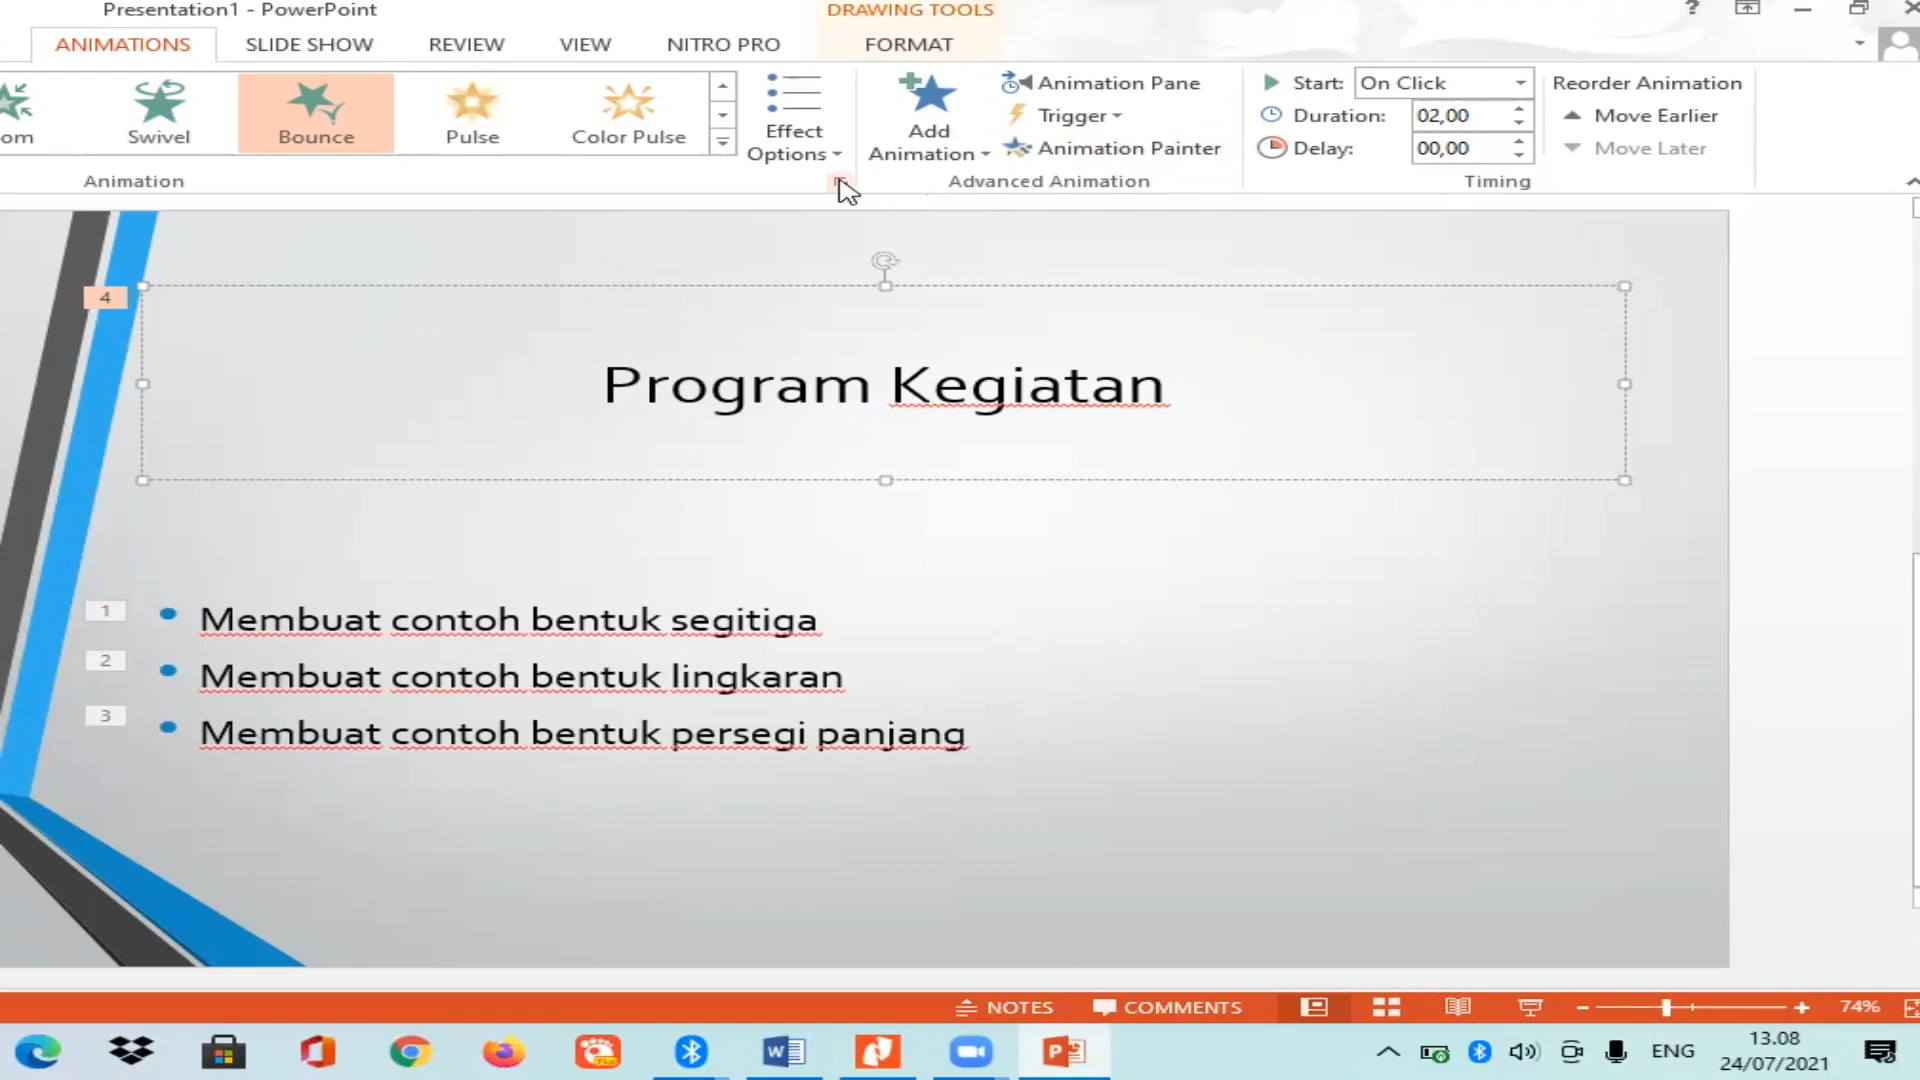 Presentation1 - PowerPoint
DRAWING TOOLS
?
ANIMATIONS
SLIDE SHOW
REVIEW
VIEW
NITRO PRO
FORMAT
om
Swivel
Bounce
Pulse
Color Pulse
Effect
Options
Add
Animation
Animation Pane
Trigger
Animation Painter
Start:
On Click
Duration:
02,00
Delay:
00,00
Reorder Animation
Move Earlier
Move Later
Animation
Advanced Animation
Timing
4
Program Kegiatan
1
• Membuat contoh bentuk segitiga
2
• Membuat contoh bentuk lingkaran
3
• Membuat contoh bentuk persegi panjang
NOTES
COMMENTS
74%
ENG
13.08
24/07/2021